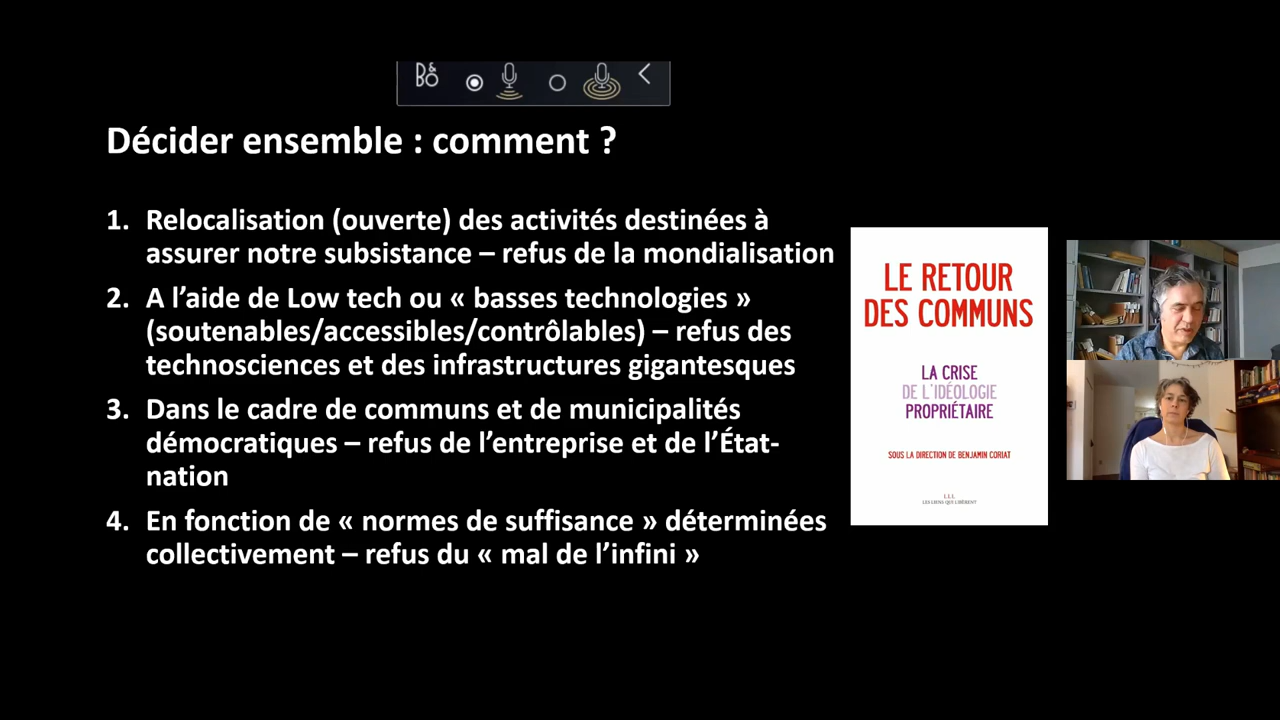 B&O
Décider ensemble : comment ?
1. Relocalisation (ouverte) des activités destinées à
assurer notre subsistance – refus de la mondialisation
2. A l’aide de Low tech ou « basses technologies »
(soutenables/accessibles/contrôlables) – refus des
technosciences et des infrastructures gigantesques
3. Dans le cadre de communs et de municipalités
démocratiques – refus de l’entreprise et de l’État-
nation
4. En fonction de « normes de suffisance » déterminées
collectivement – refus du « mal de l’infini »
LE RETOUR
DES COMMUNS
LA CRISE
DE L’IDÉOLOGIE
PROPRIÉTAIRE
SOUS LA DIRECTION DE BENJAMIN CORIAT
LLL
LES LIENS QUI LIBÈRENT